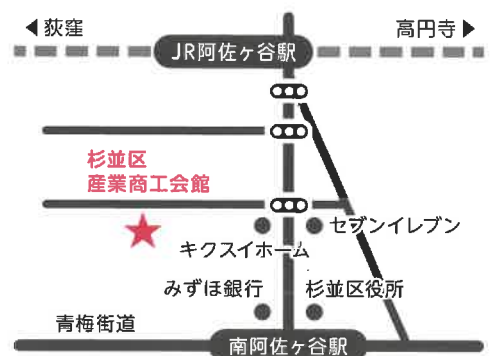 ◀荻窪
高円寺▶
JR阿佐ヶ谷駅
杉並区
産業商工会館
セブンイレブン
キクスイホーム
みずほ銀行
杉並区役所
青梅街道
南阿佐ヶ谷駅